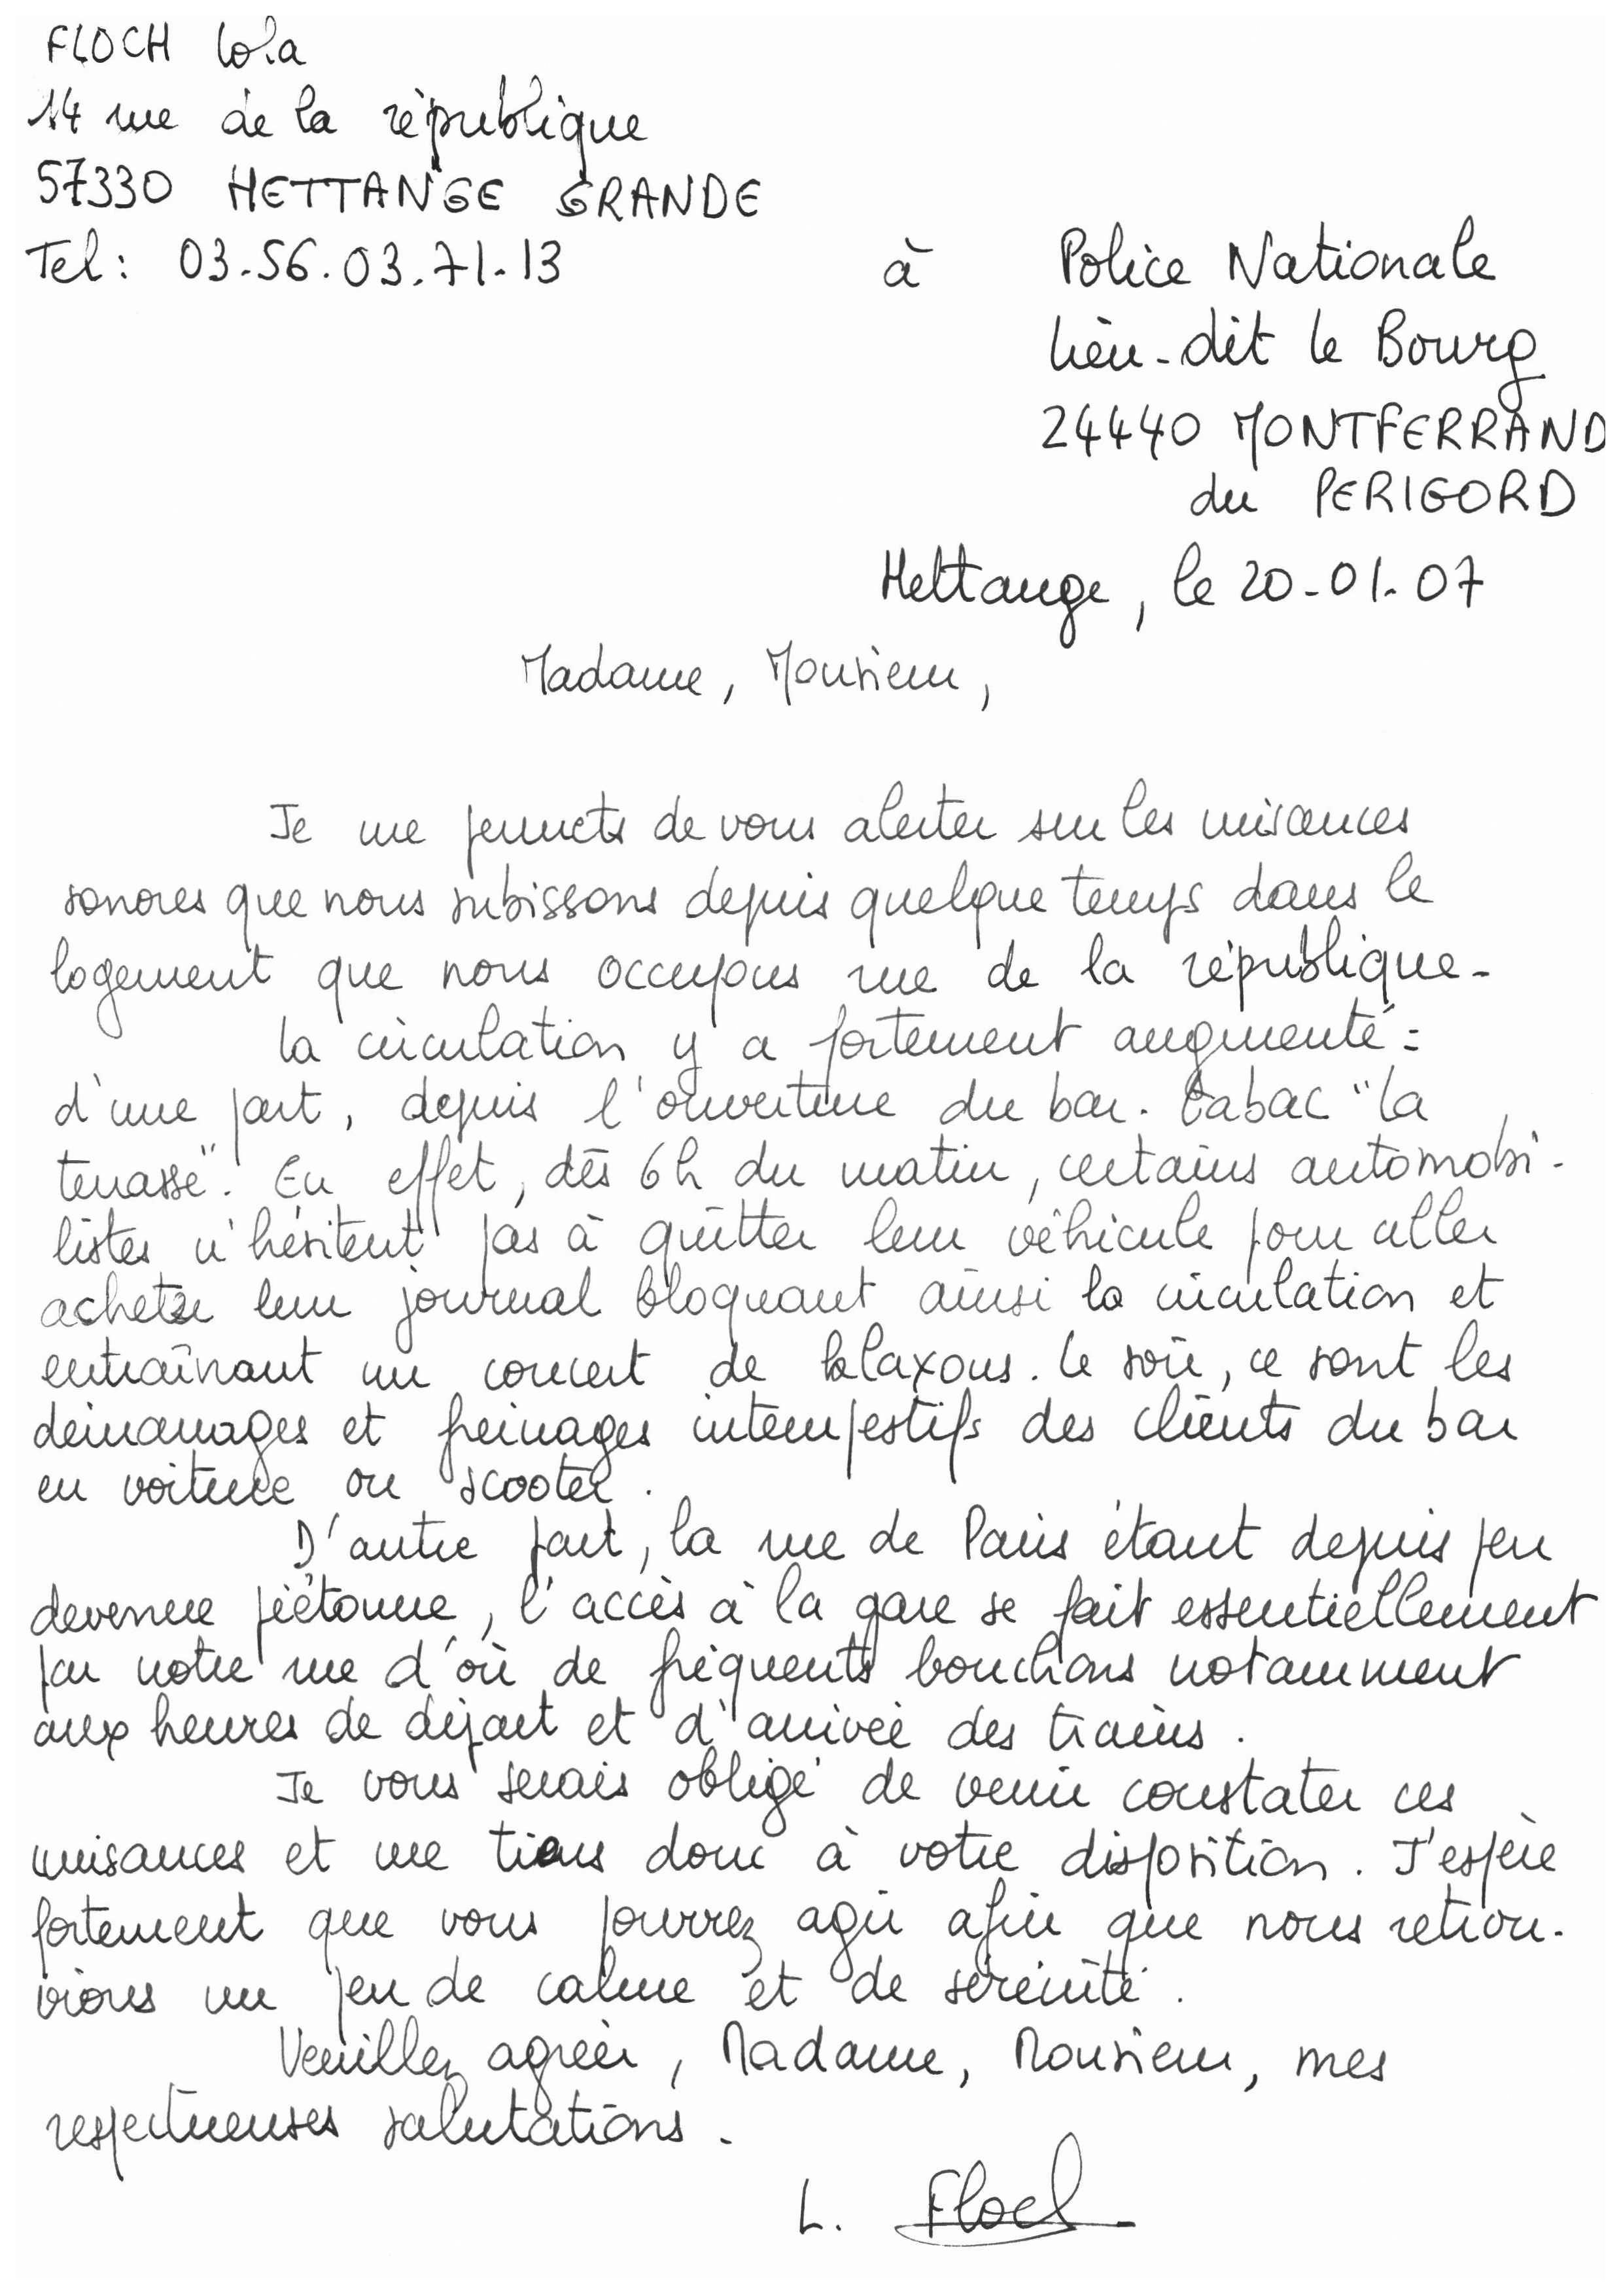 FLOCH Lola
14 rue de la république
57330 HETTANGE GRANDE
Tel: 03.56.03.71.13
à Police Nationale
lieu-dit le Bourg
24440 MONTFERRAND
du PERIGORD
Hettange, le 20-01-07
Madame, Monsieur,
Je me permets de vous alerter sur les nuisances
sonores que nous subissons depuis quelque temps dans le
logement que nous occupons rue de la république.
La circulation y a fortement augmenté :
d'une part, depuis l'ouverture du bar-tabac "la
terrasse". En effet, dès 6h du matin, certains automobi-
listes n'hésitent pas à quitter leur véhicule pour aller
acheter leur journal bloquant ainsi la circulation et
entraînant un concert de klaxons. Le soir, ce sont les
démarrages et freinages intempestifs des clients du bar
en voiture ou scooter.
D'autre part, la rue de Paris étant depuis peu
devenue piétonne, l'accès à la gare se fait essentiellement
par notre rue d'où de fréquents bouchons notamment
aux heures de départ et d'arrivée des trains.
Je vous serais obligé de venir constater ces
nuisances et me tiens donc à votre disposition. J'espère
fortement que vous pourrez agir afin que nous retrou-
vions un peu de calme et de sérénité.
Veuillez agréer, Madame, Monsieur, mes
respectueuses salutations.
L. Floch